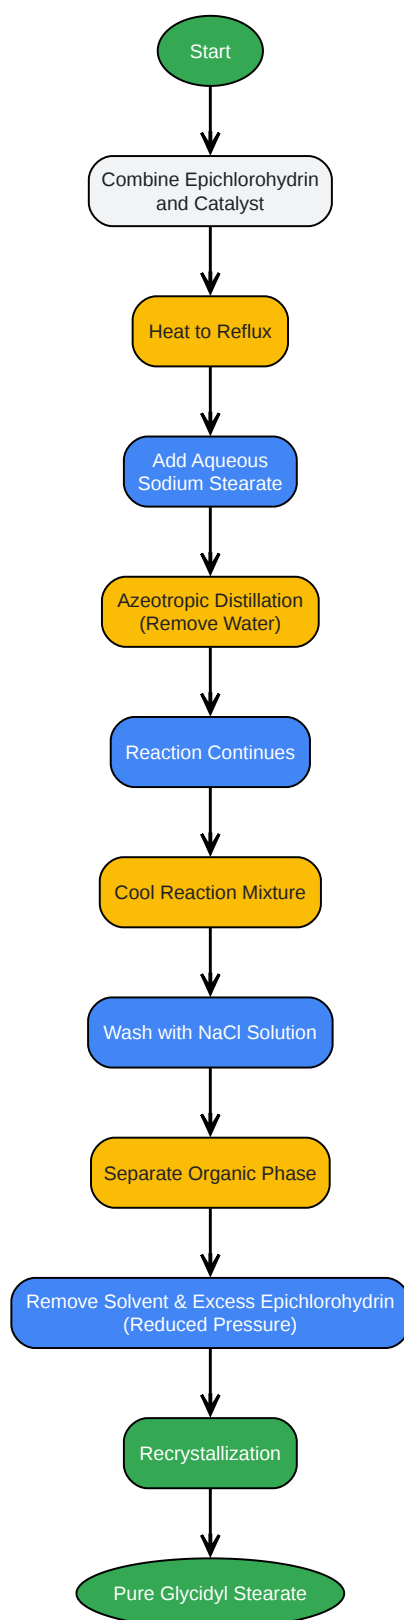 Start
Combine Epichlorohydrin
and Catalyst
Heat to Reflux
Add Aqueous
Sodium Stearate
Azeotropic Distillation
(Remove Water)
Reaction Continues
Cool Reaction Mixture
Wash with NaCl Solution
Separate Organic Phase
Remove Solvent & Excess Epichlorohydrin
(Reduced Pressure)
Recrystallization
Pure Glycidyl Stearate